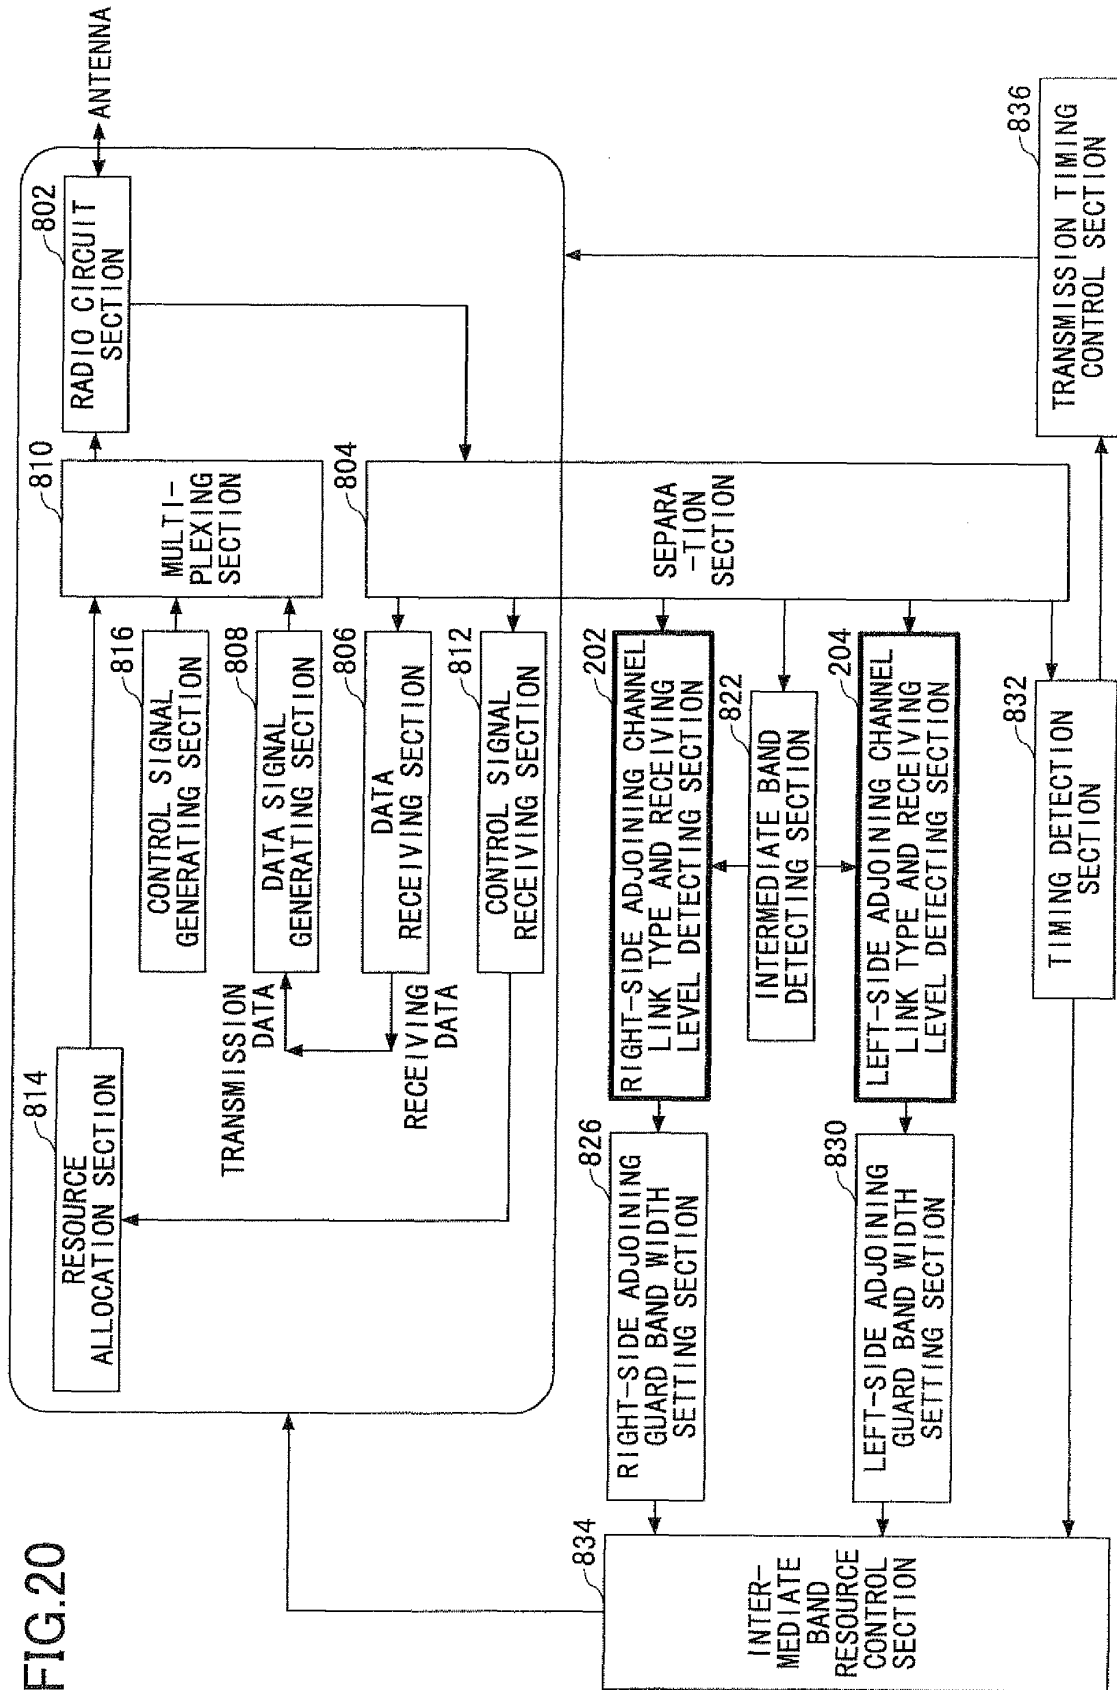 FIG.20
814
RESOURCE
ALLOCATION SECTION
816
CONTROL SIGNAL
GENERATING SECTION
810
MULTI-
PLEXING
SECTION
802
RADIO CIRCUIT
SECTION
ANTENNA
TRANSMISSION
DATA
808
DATA SIGNAL
GENERATING SECTION
806
DATA
RECEIVING SECTION
RECEIVING
DATA
812
CONTROL SIGNAL
RECEIVING SECTION
804
SEPARA
-TION
SECTION
834
INTER-
MEDIATE
BAND
RESOURCE
CONTROL
SECTION
826
RIGHT-SIDE ADJOINING
GUARD BAND WIDTH
SETTING SECTION
202
RIGHT-SIDE ADJOINING CHANNEL
LINK TYPE AND RECEIVING
LEVEL DETECTING SECTION
822
INTERMEDIATE BAND
DETECTING SECTION
830
LEFT-SIDE ADJOINING
GUARD BAND WIDTH
SETTING SECTION
204
LEFT-SIDE ADJOINING CHANNEL
LINK TYPE AND RECEIVING
LEVEL DETECTING SECTION
832
TIMING DETECTION
SECTION
836
TRANSMISSION TIMING
CONTROL SECTION